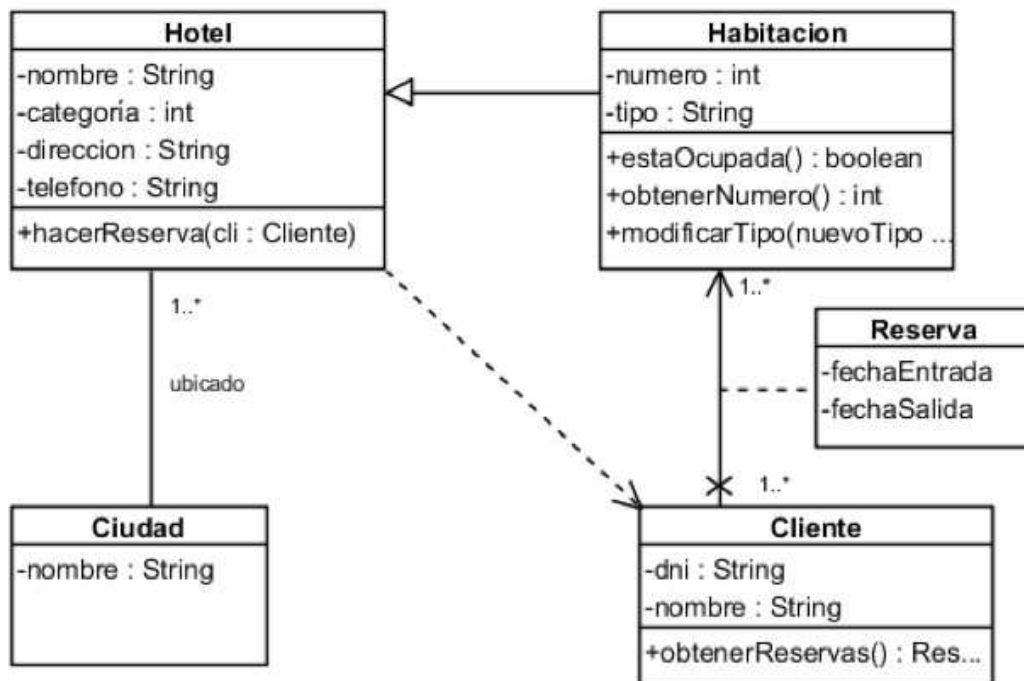 Hotel
-nombre : String
-categoría : int
-direccion : String
-telefono : String
+hacerReserva(cli : Cliente)
Habitacion
-numero : int
-tipo : String
+estaOcupada() : boolean
+obtenerNumero() : int
+modificarTipo(nuevoTipo ...
1..*
ubicado
1..*
Reserva
-fechaEntrada
-fechaSalida
1..*
Ciudad
-nombre : String
Cliente
-dni : String
-nombre : String
+obtenerReservas() : Res...